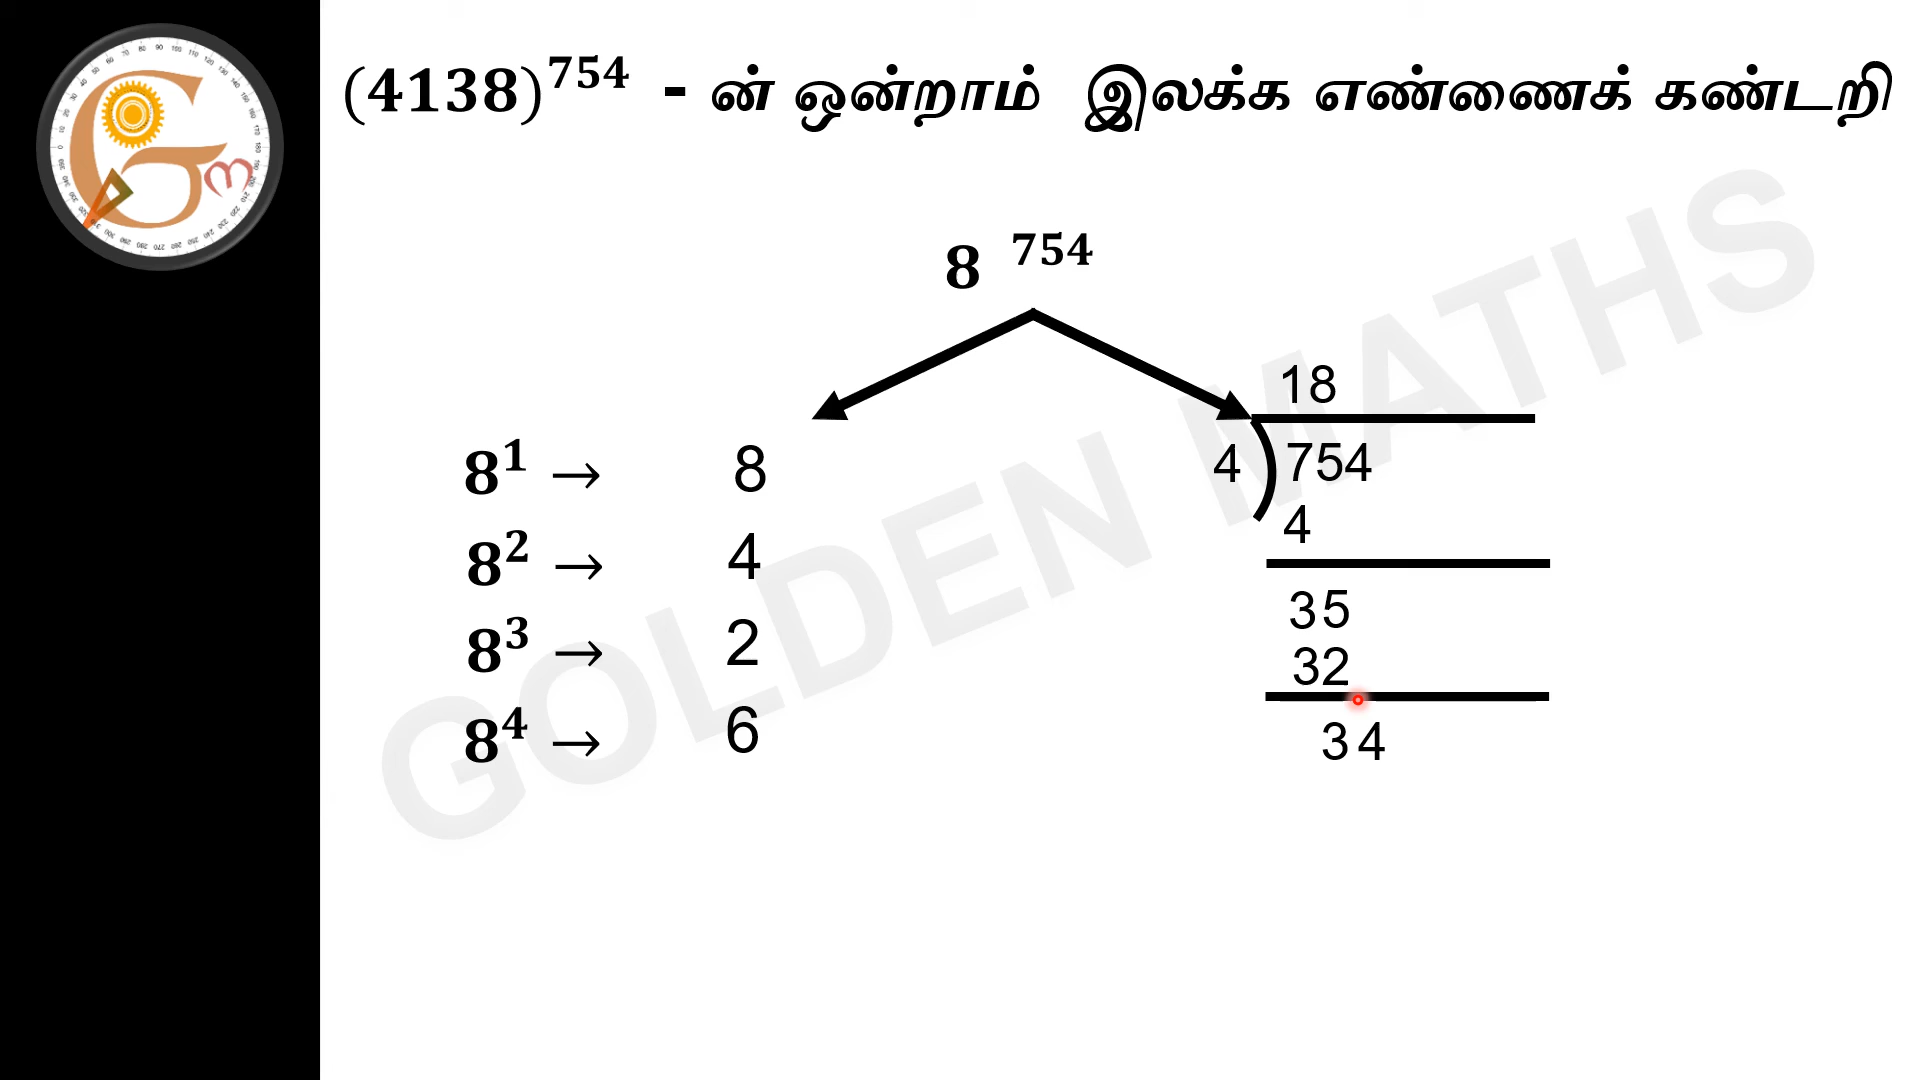 (4138)^754 - ன் ஒன்றாம் இலக்க எண்ணைக் கண்டறி
8 ^754
8^1 → 8
8^2 → 4
8^3 → 2
8^4 → 6
18
4 ) 754
4
35
32
34
GOLDEN MATHS
Gm